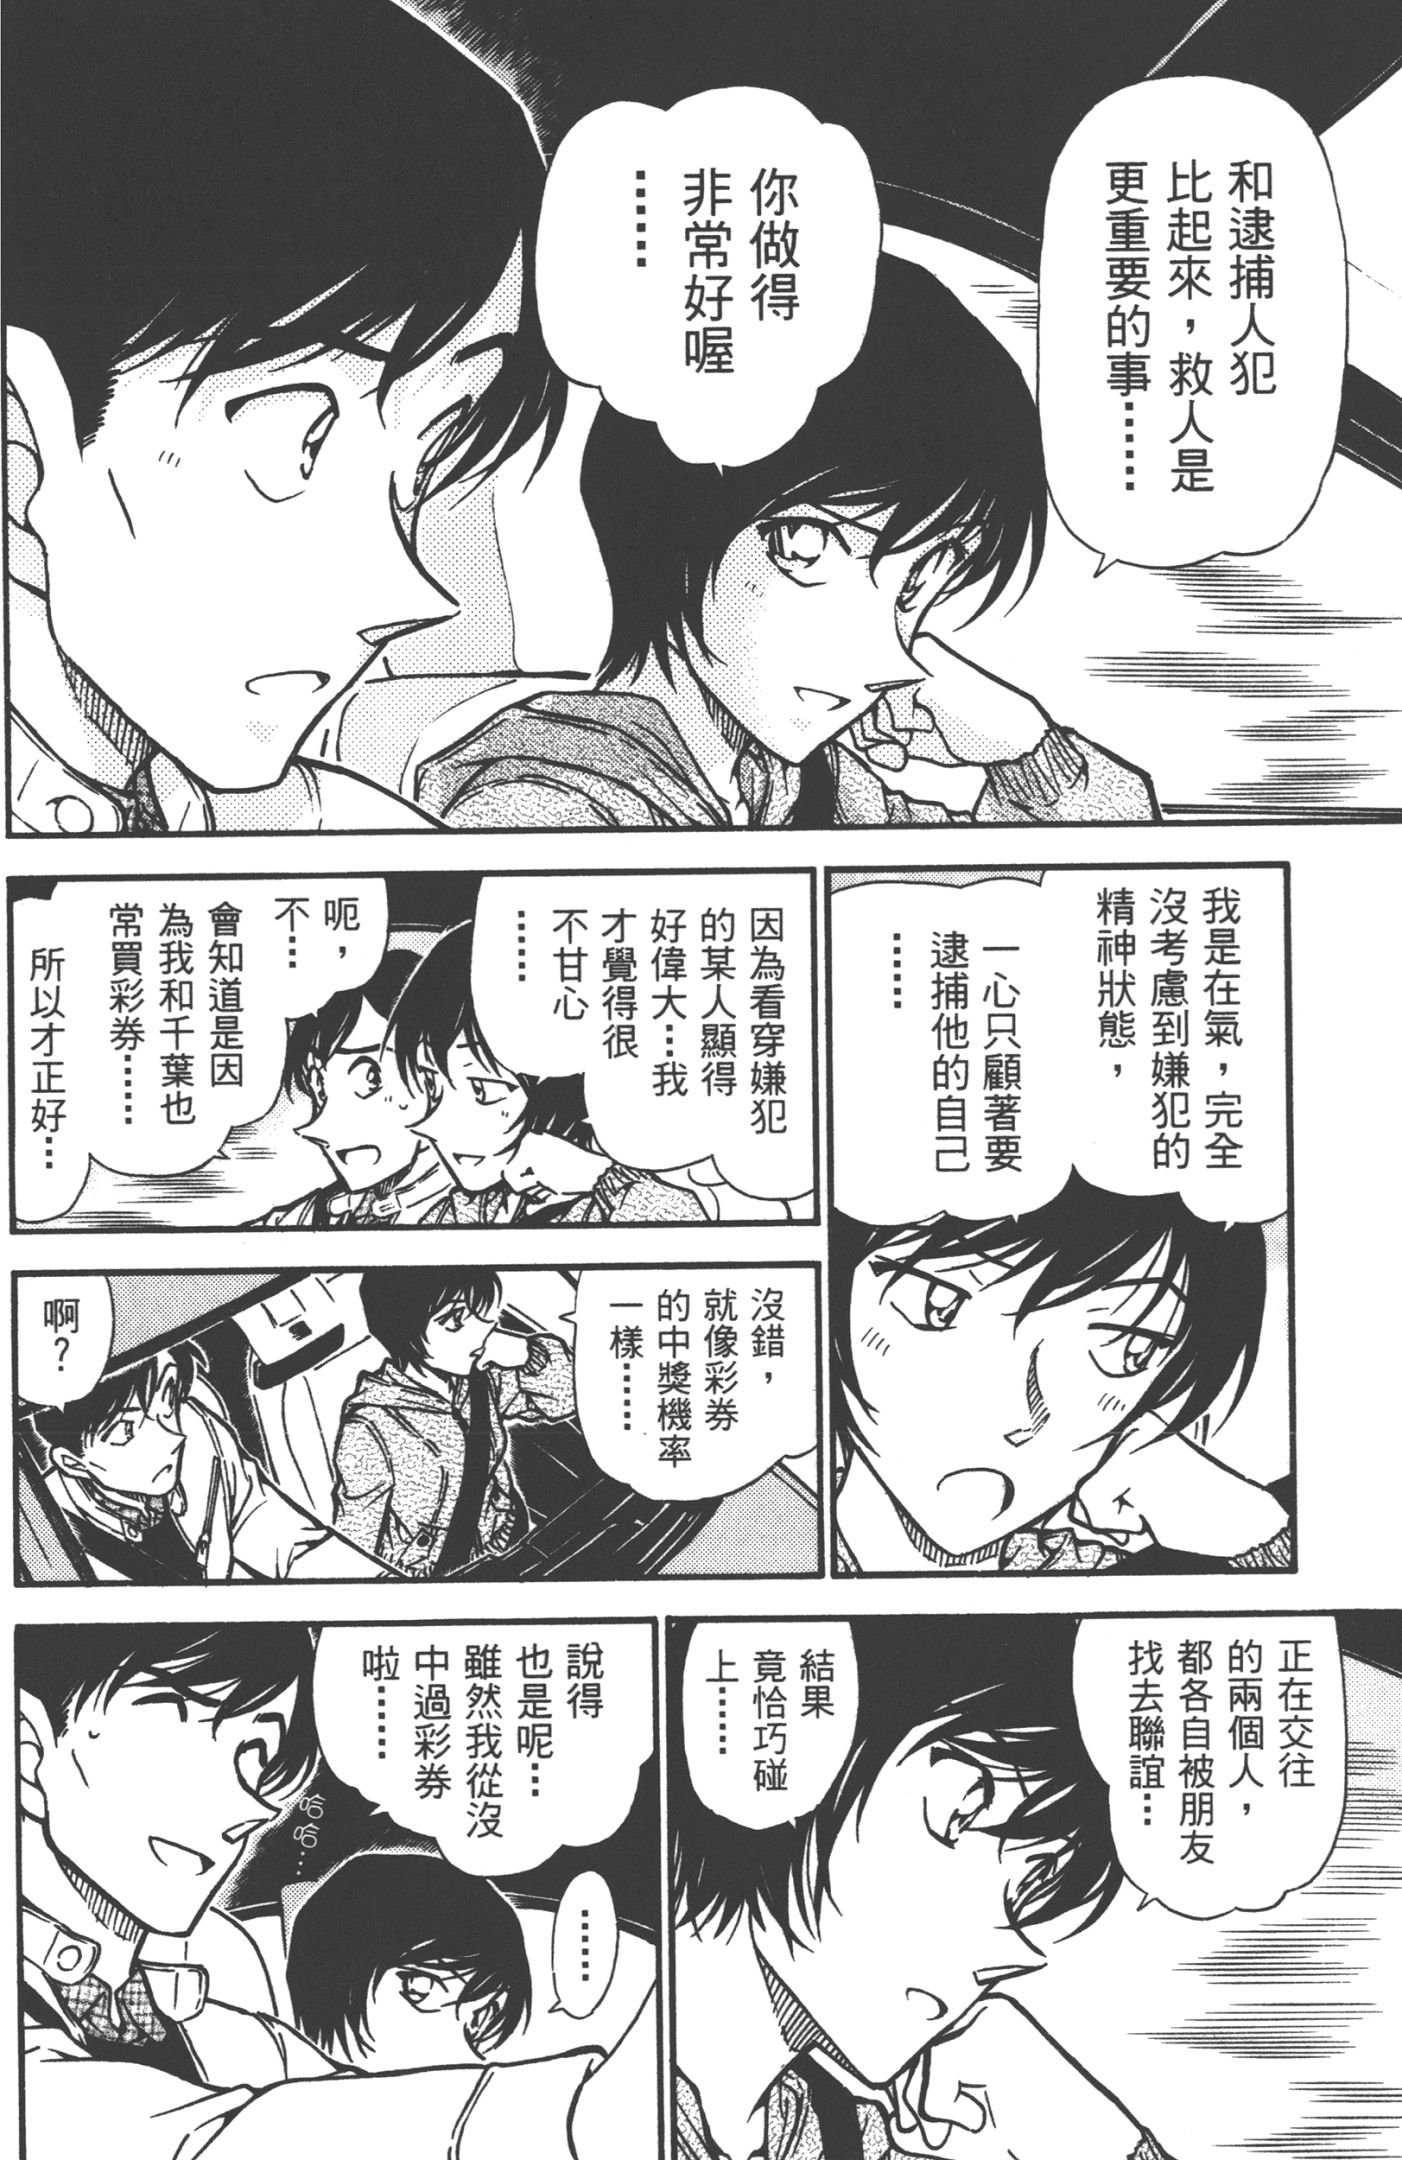 和逮捕人犯
比起來，救人是
更重要的事……
你做得
非常好喔
……
我是在氣，完全
沒考慮到嫌犯的
精神狀態，
一心只顧著要
逮捕他的自己
……
因為看穿嫌犯
的某人顯得
好偉大…我
才覺得很
不甘心
……
呃，
不…
會知道是因
為我和千葉也
常買彩券……
所以才正好…
沒錯，
就像彩券
的中獎機率
一樣……
啊？
正在交往
的兩個人，
都各自被朋友
找去聯誼…
結果
竟恰巧碰
上……
說得
也是呢…
雖然我從沒
中過彩券
啦……
哈
哈…
……